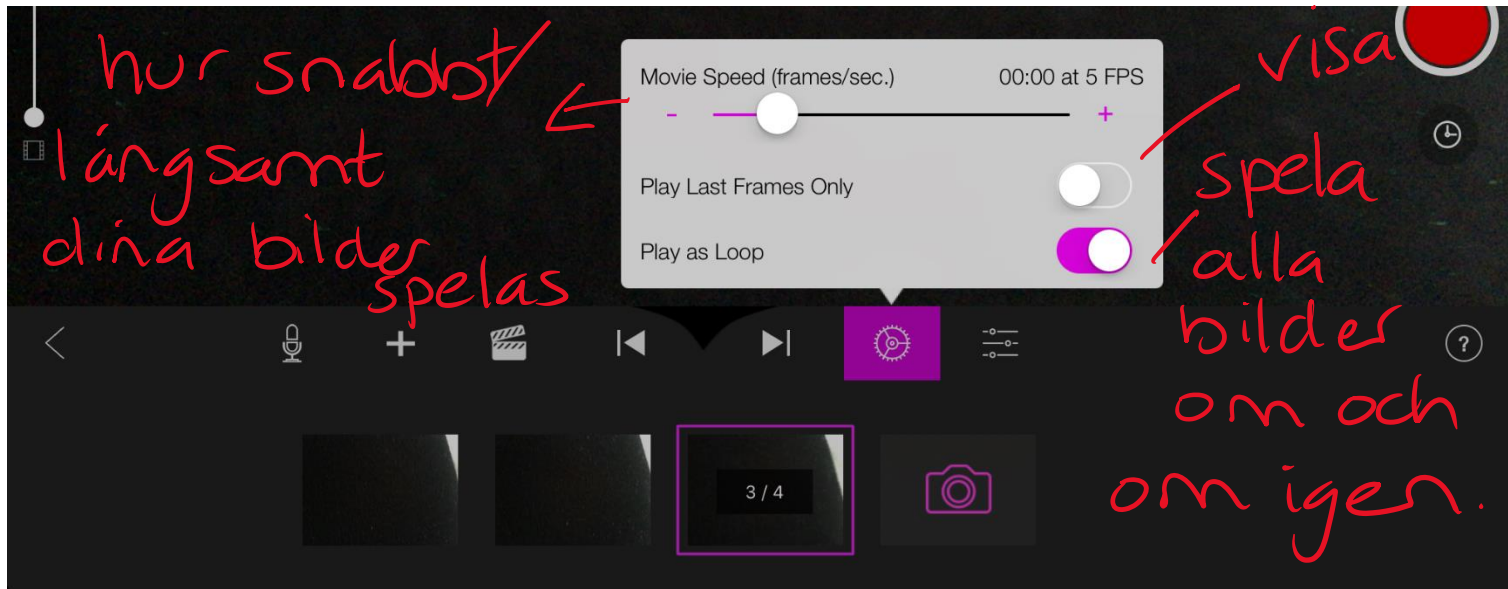 hur snabbt/
långsamt
dina bilder
spelas
Movie Speed (frames/sec.) 00:00 at 5 FPS
- +
Play Last Frames Only
Play as Loop
visa
spela
alla
bilder
om och
om igen.
?
3 / 4